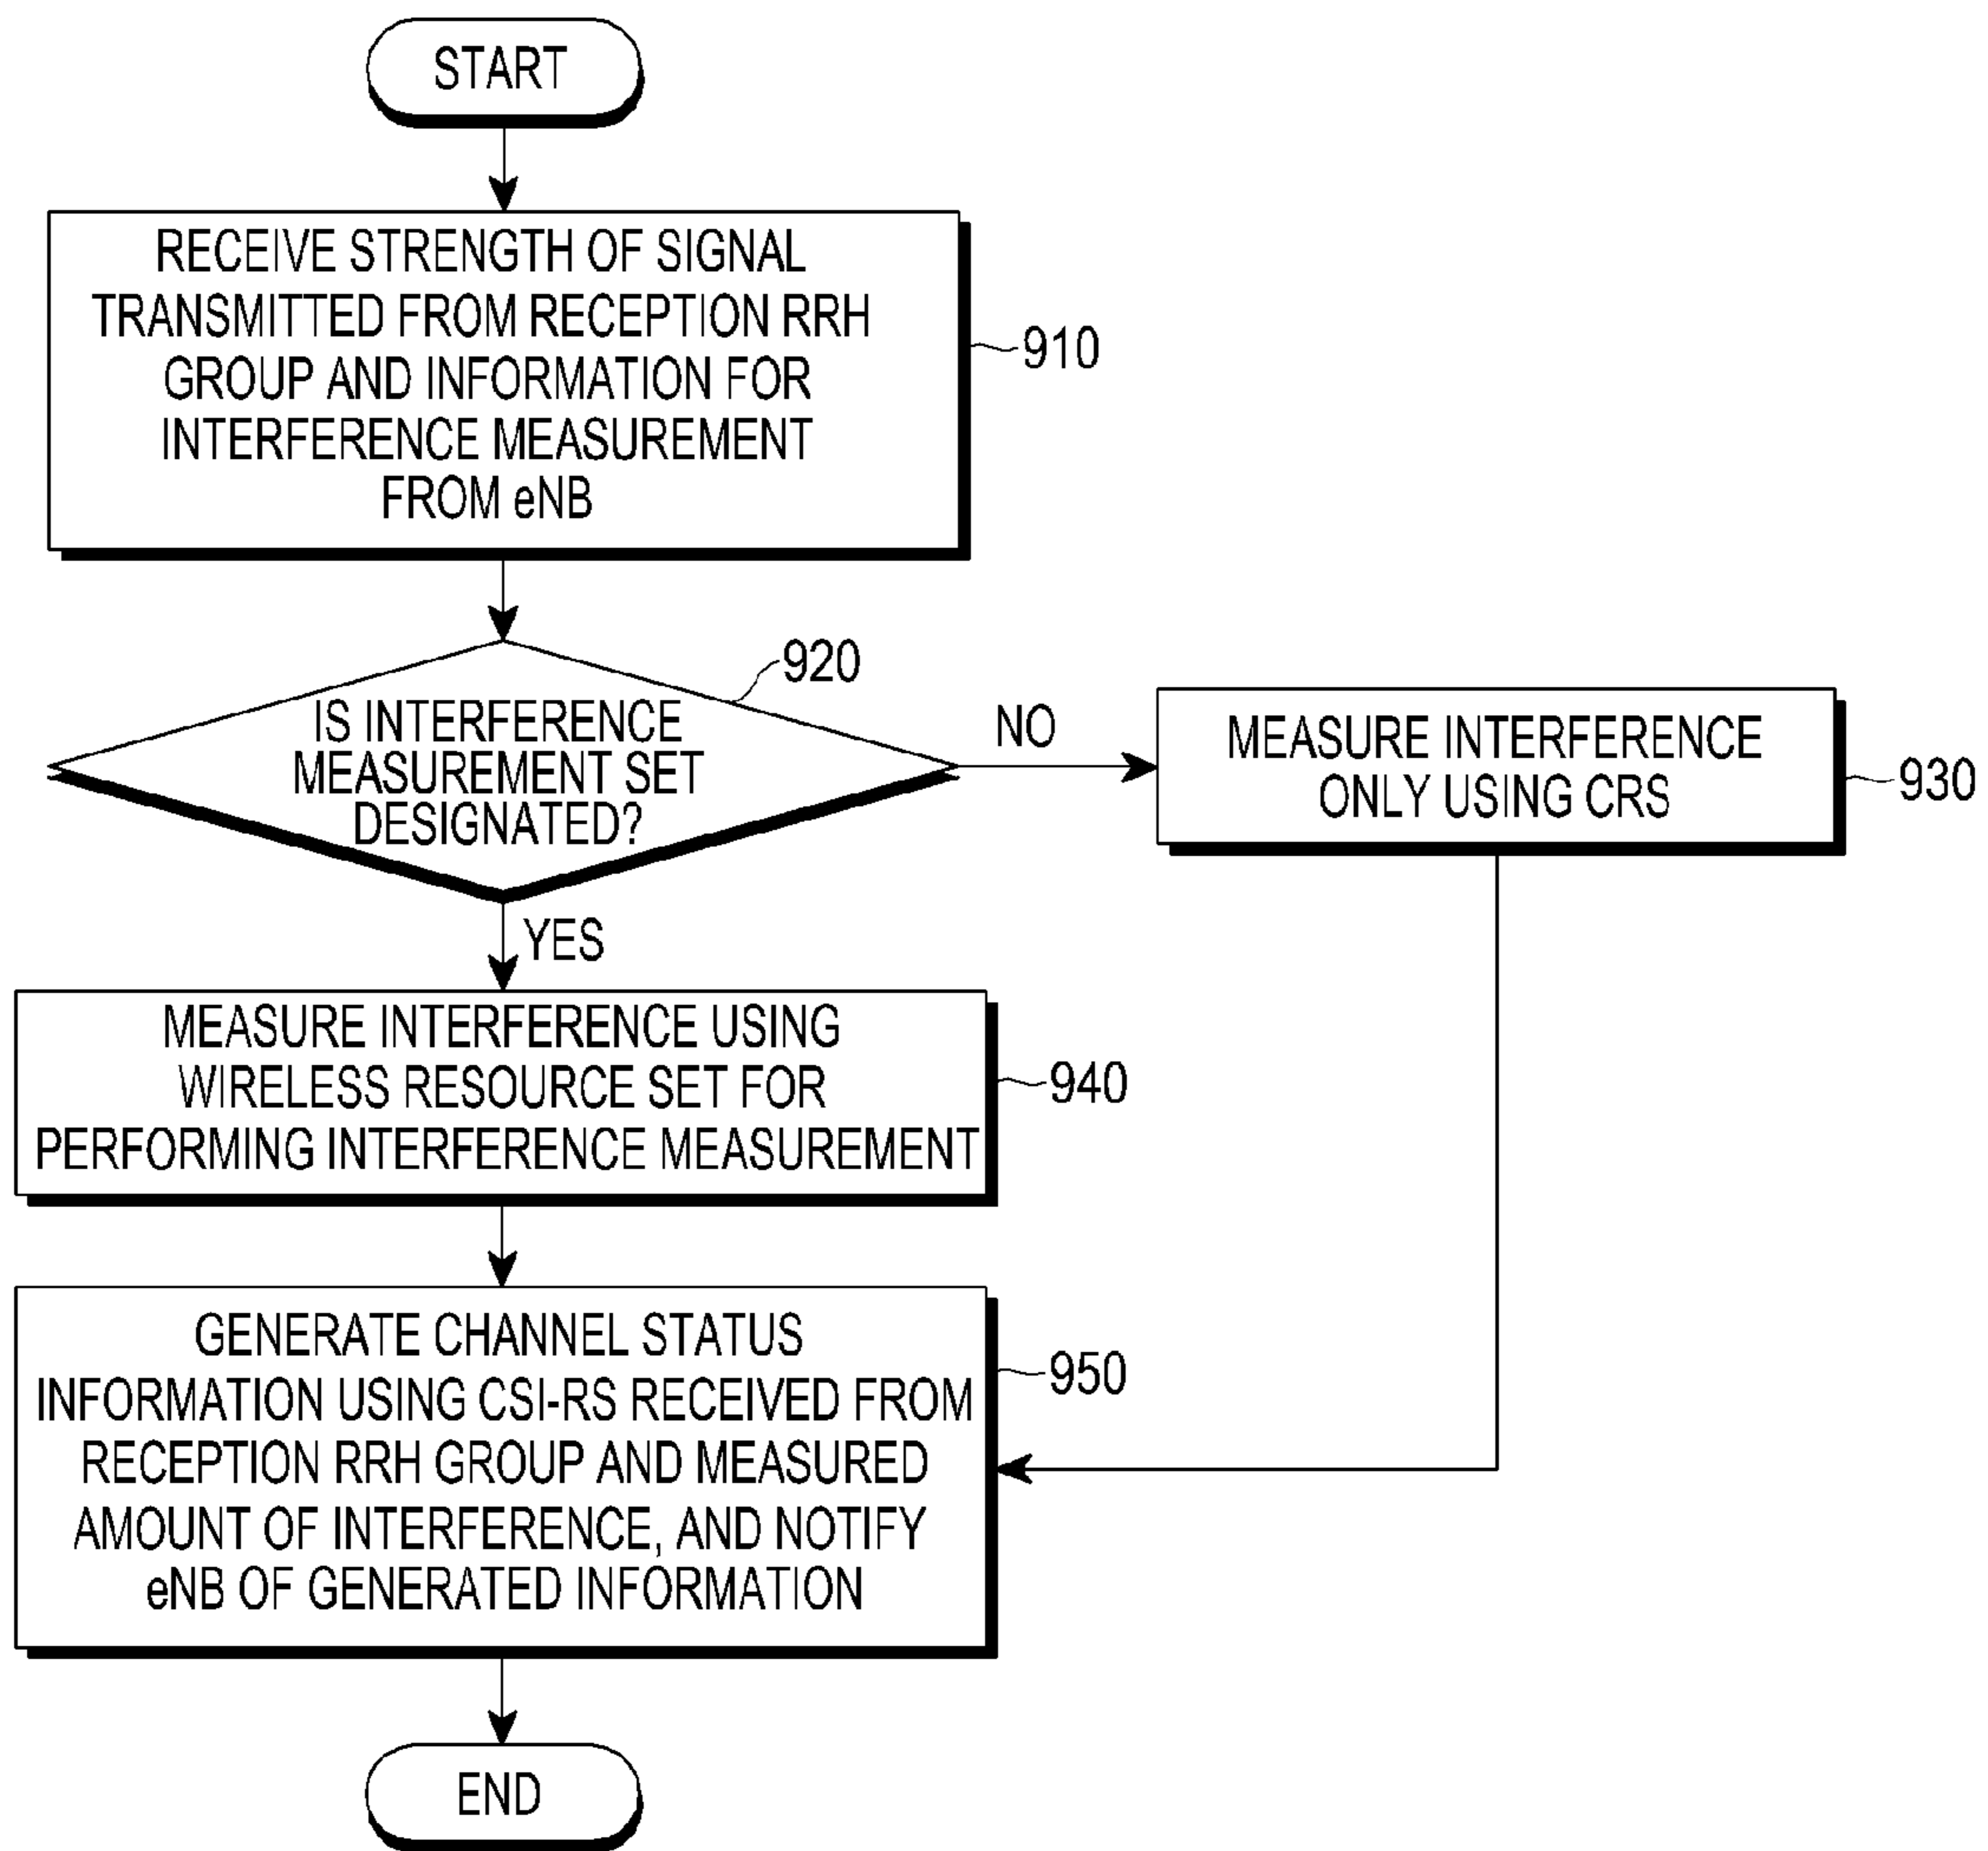 START
RECEIVE STRENGTH OF SIGNAL
TRANSMITTED FROM RECEPTION RRH
GROUP AND INFORMATION FOR
INTERFERENCE MEASUREMENT
FROM eNB
910
920
IS INTERFERENCE
MEASUREMENT SET
DESIGNATED?
NO
MEASURE INTERFERENCE
ONLY USING CRS
930
YES
MEASURE INTERFERENCE USING
WIRELESS RESOURCE SET FOR
PERFORMING INTERFERENCE MEASUREMENT
940
GENERATE CHANNEL STATUS
INFORMATION USING CSI-RS RECEIVED FROM
RECEPTION RRH GROUP AND MEASURED
AMOUNT OF INTERFERENCE, AND NOTIFY
eNB OF GENERATED INFORMATION
950
END